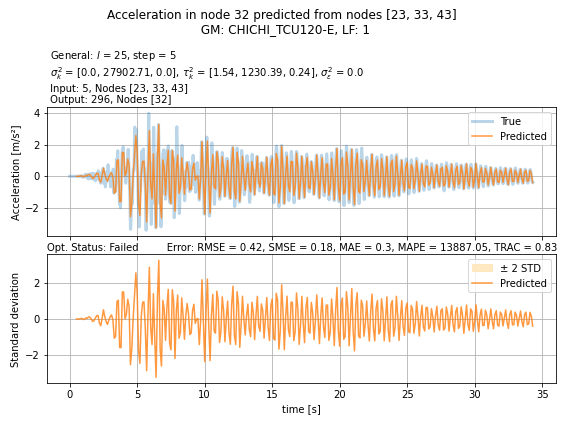 Acceleration in node 32 predicted from nodes [23, 33, 43]
GM: CHICHI_TCU120-E, LF: 1
General: l = 25, step = 5
σ²ₖ = [0.0, 27902.71, 0.0], τ²ₖ = [1.54, 1230.39, 0.24], σ²ε = 0.0
Input: 5, Nodes [23, 33, 43]
Output: 296, Nodes [32]
4
2
0
−2
Acceleration [m/s²]
True
Predicted
Opt. Status: Failed
Error: RMSE = 0.42, SMSE = 0.18, MAE = 0.3, MAPE = 13887.05, TRAC = 0.83
2
0
−2
Standard deviation
± 2 STD
Predicted
0 5 10 15 20 25 30 35
time [s]